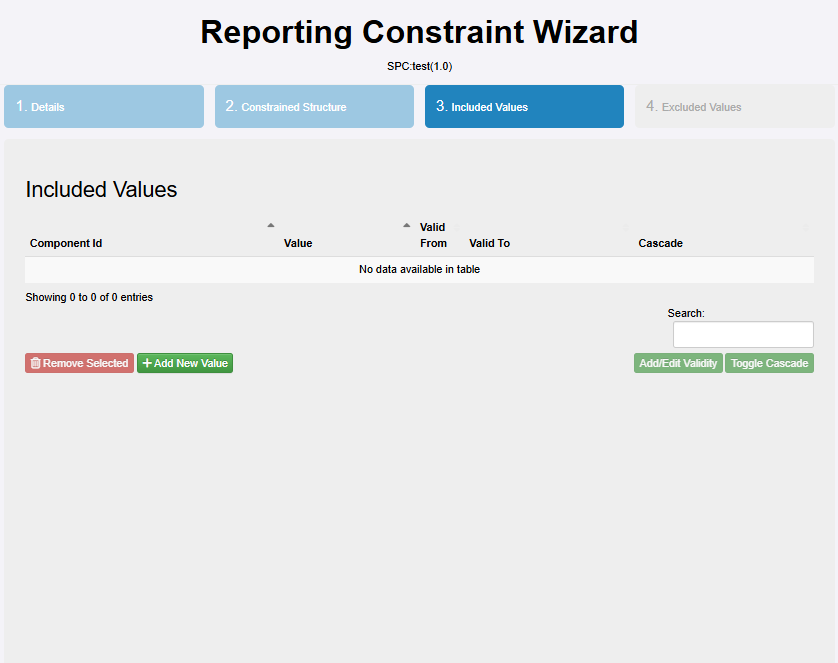 Reporting Constraint Wizard
SPC:test(1.0)
1. Details
2. Constrained Structure
3. Included Values
4. Excluded Values
Included Values
Component Id
Value
Valid From
Valid To
Cascade
No data available in table
Showing 0 to 0 of 0 entries
Search:
Remove Selected
Add New Value
Add/Edit Validity
Toggle Cascade